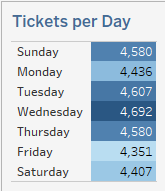 Tickets per Day
Sunday 4,580
Monday 4,436
Tuesday 4,607
Wednesday 4,692
Thursday 4,580
Friday 4,351
Saturday 4,407